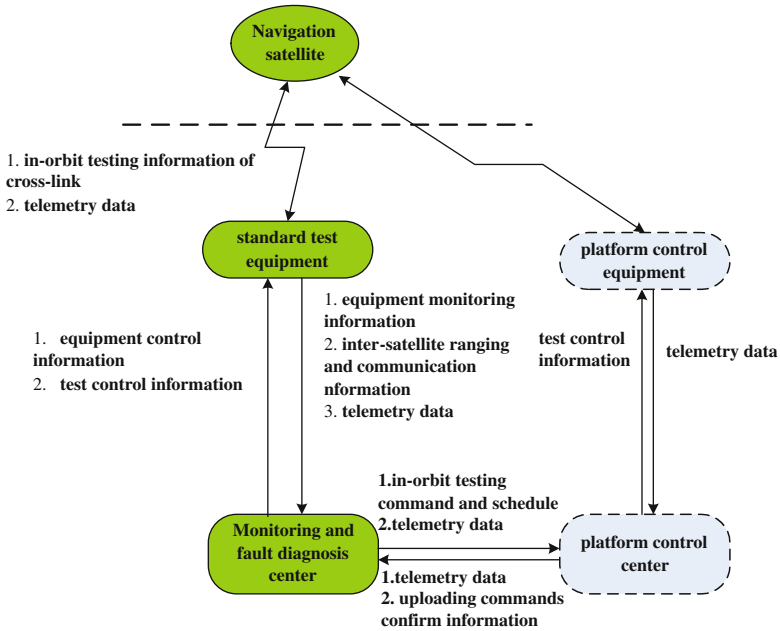 Navigation
satellite
1. in-orbit testing information of
cross-link
2. telemetry data
standard test
equipment
platform control
equipment
1. equipment control
information
2. test control information
1. equipment monitoring
information
2. inter-satellite ranging
and communication
nformation
3. telemetry data
test control
information
telemetry data
1.in-orbit testing
command and schedule
2.telemetry data
Monitoring and
fault diagnosis
center
platform control
center
1.telemetry data
2. uploading commands
confirm information